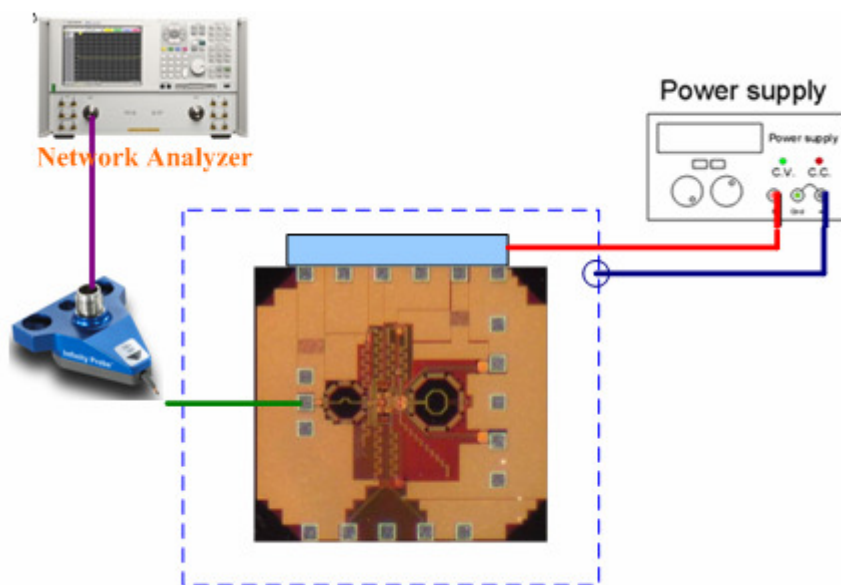 Network Analyzer
Power supply
Power supply
C.V. C.C.
Gnd
Infinity Probe